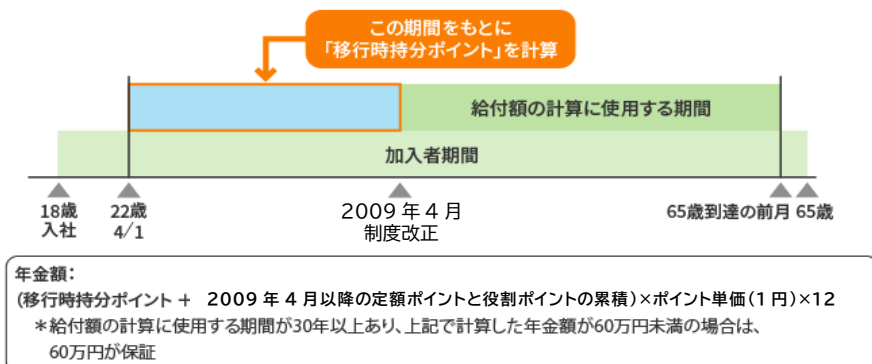 この期間をもとに
「移行時持分ポイント」を計算
給付額の計算に使用する期間
加入者期間
18歳
入社
22歳
4/1
2009年4月
制度改正
65歳到達の前月
65歳
年金額：
(移行時持分ポイント + 2009年4月以降の定額ポイントと役割ポイントの累積)×ポイント単価(1円)×12
＊給付額の計算に使用する期間が30年以上あり、上記で計算した年金額が60万円未満の場合は、
60万円が保証